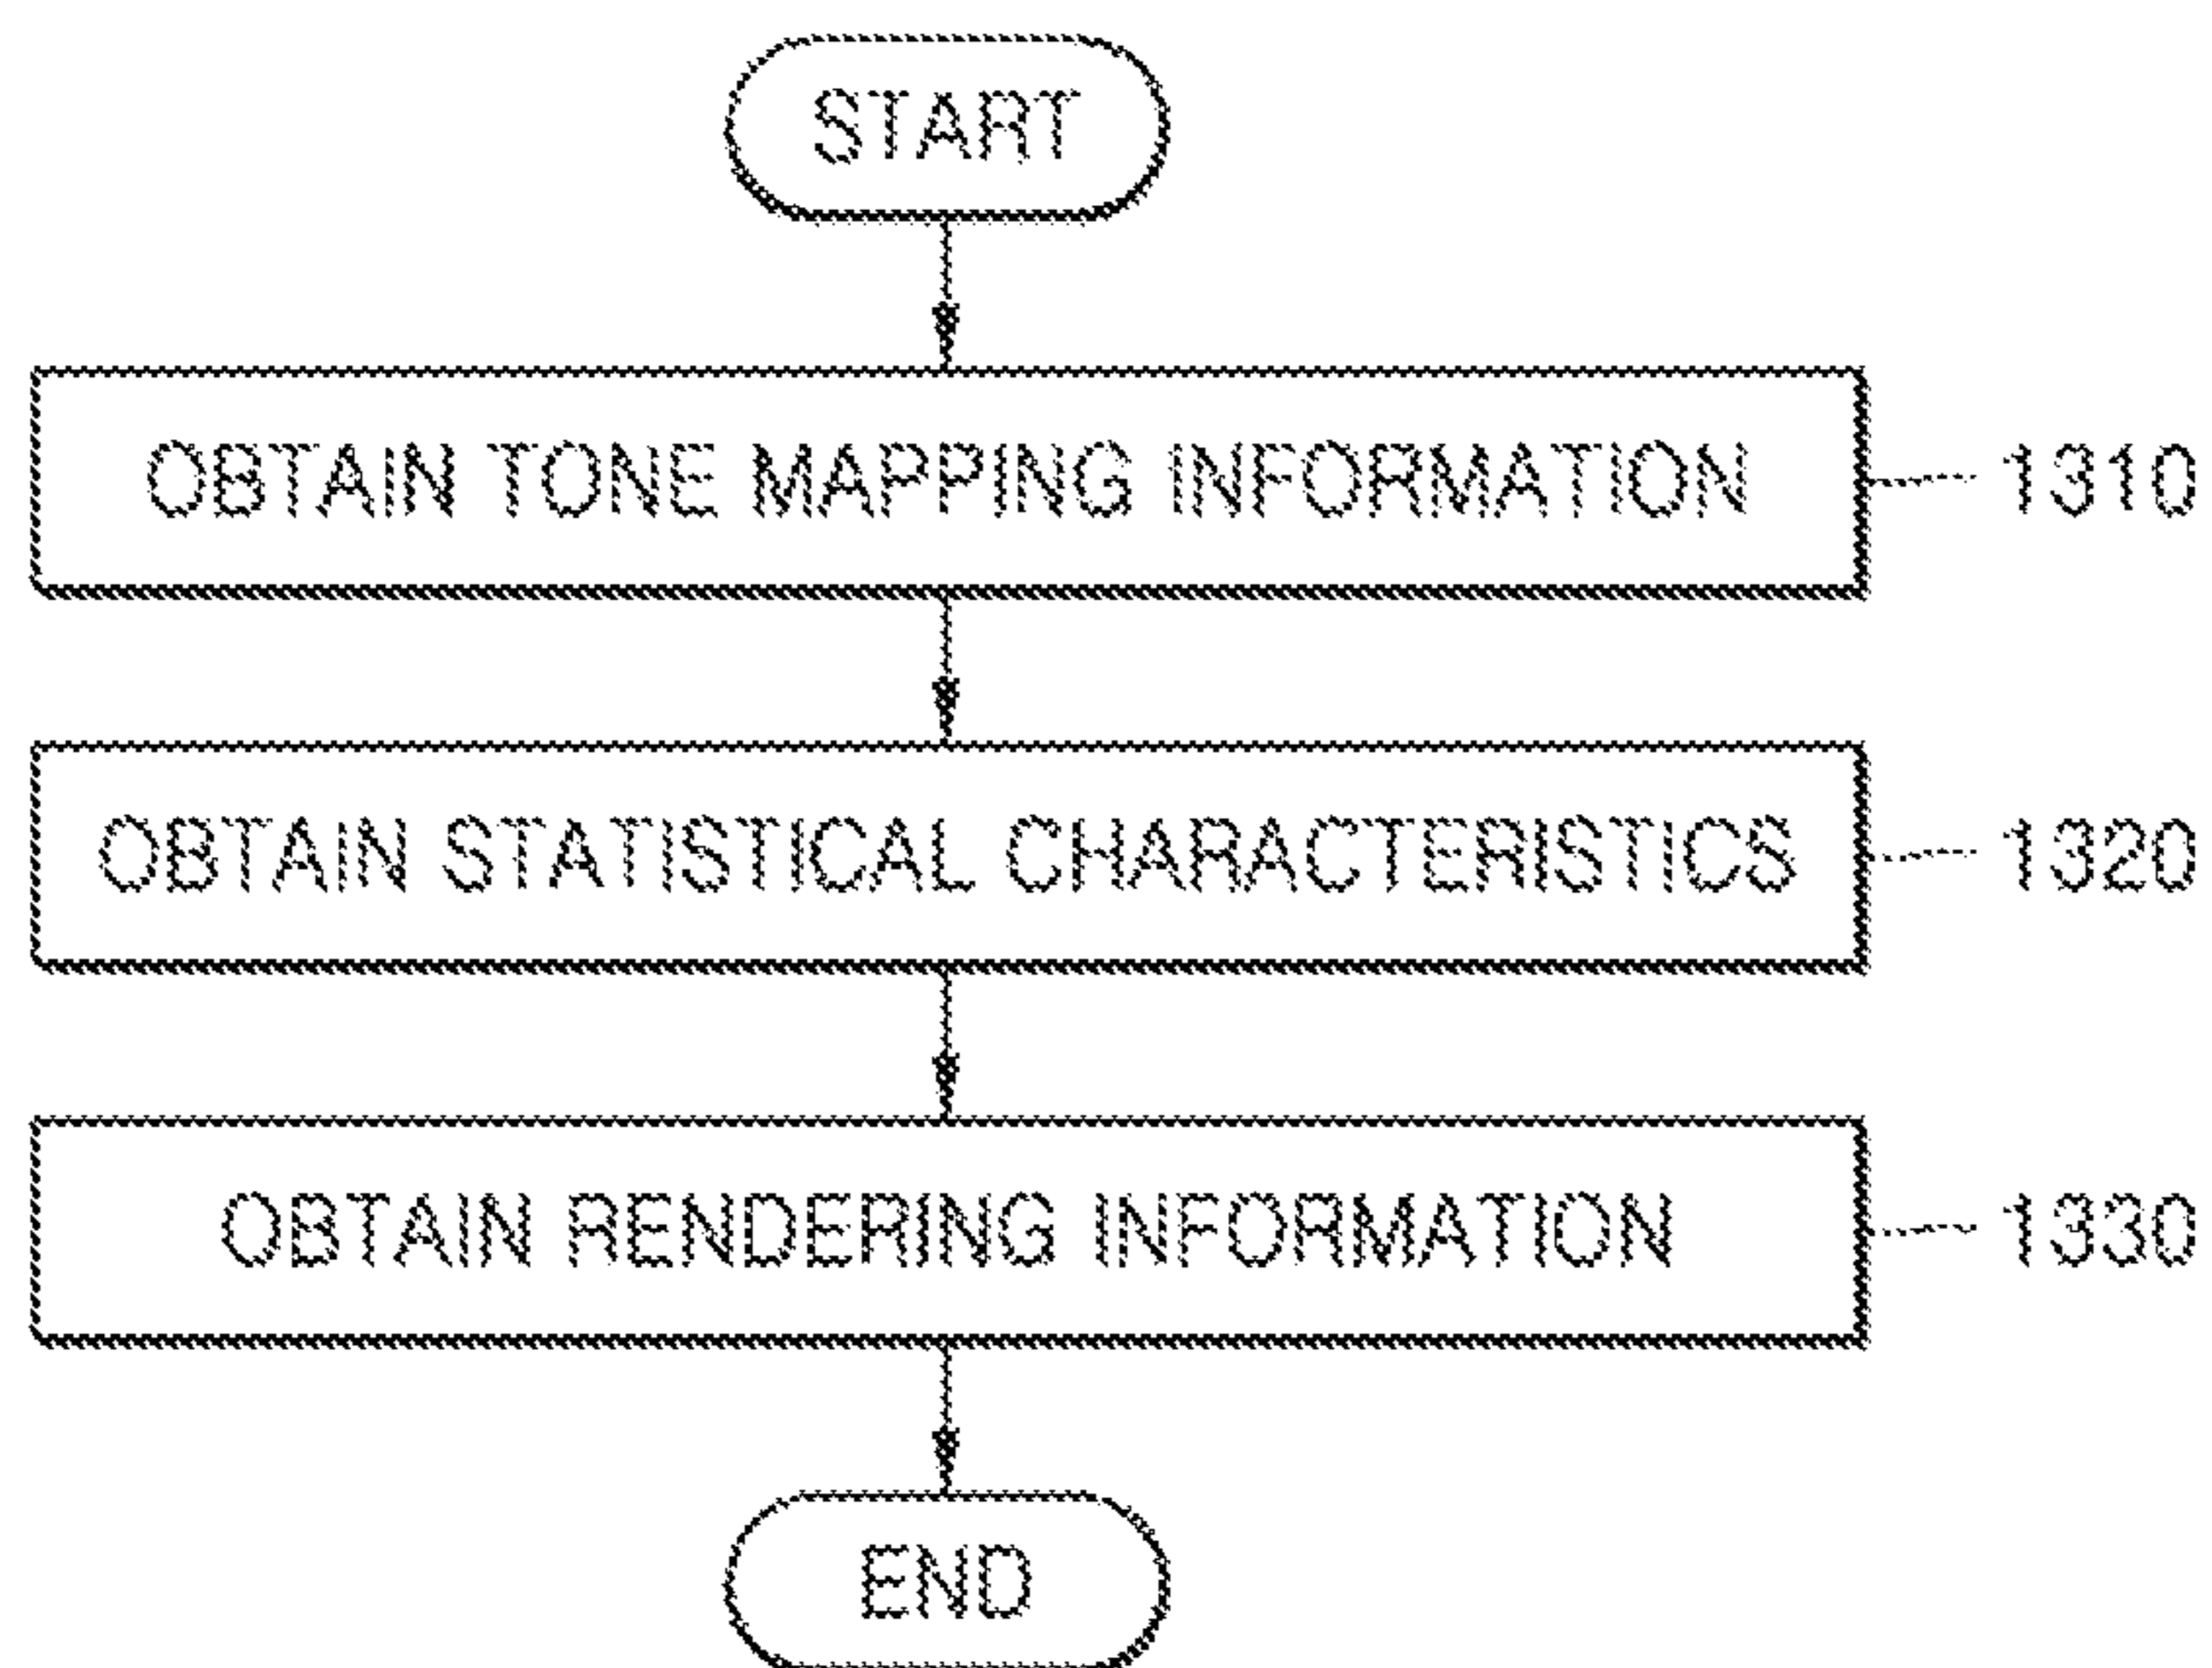 START
OBTAIN TONE MAPPING INFORMATION
1310
OBTAIN STATISTICAL CHARACTERISTICS
1320
OBTAIN RENDERING INFORMATION
1330
END